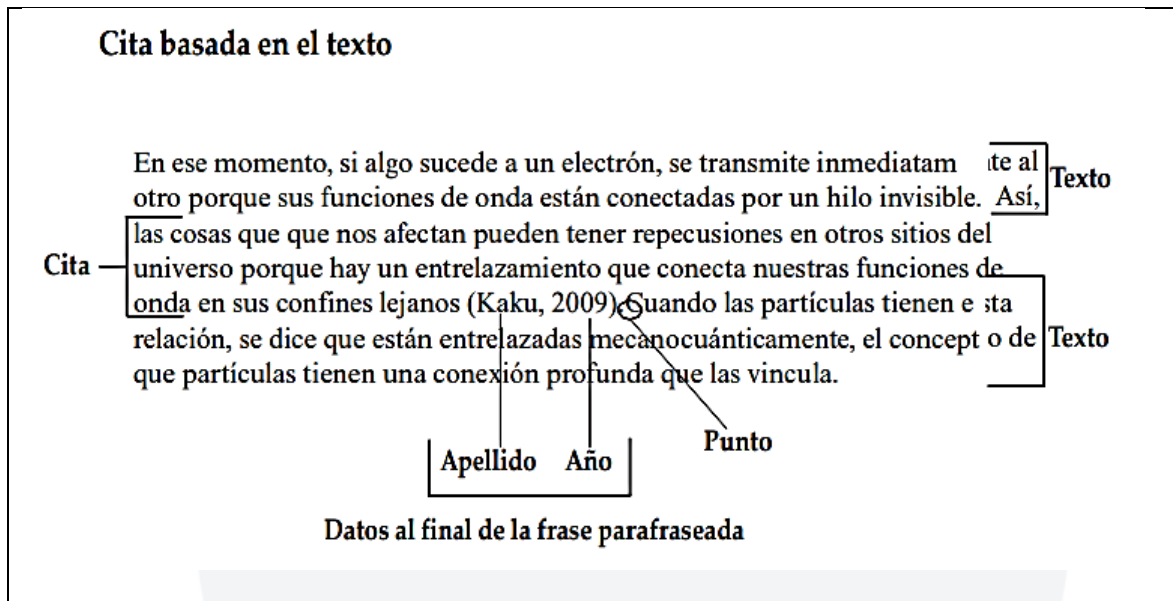 Cita basada en el texto
En ese momento, si algo sucede a un electrón, se transmite inmediatam te al
otro porque sus funciones de onda están conectadas por un hilo invisible. Así,
Texto
las cosas que que nos afectan pueden tener repecusiones en otros sitios del
Cita
universo porque hay un entrelazamiento que conecta nuestras funciones de
onda en sus confines lejanos (Kaku, 2009). Cuando las partículas tienen e sta
relación, se dice que están entrelazadas mecanocuánticamente, el concept o de
Texto
que partículas tienen una conexión profunda que las vincula.
Punto
Apellido Año
Datos al final de la frase parafraseada